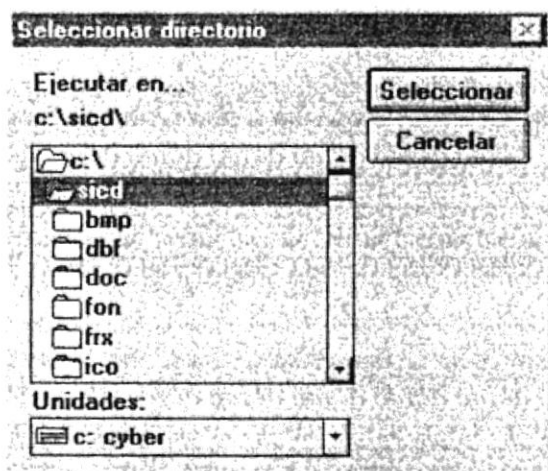 Seleccionar directorio
Ejecutar en...
c:\sicd\
Seleccionar
Cancelar
c:\
sicd
bmp
dbf
doc
fon
frx
ico
Unidades:
c: cyber